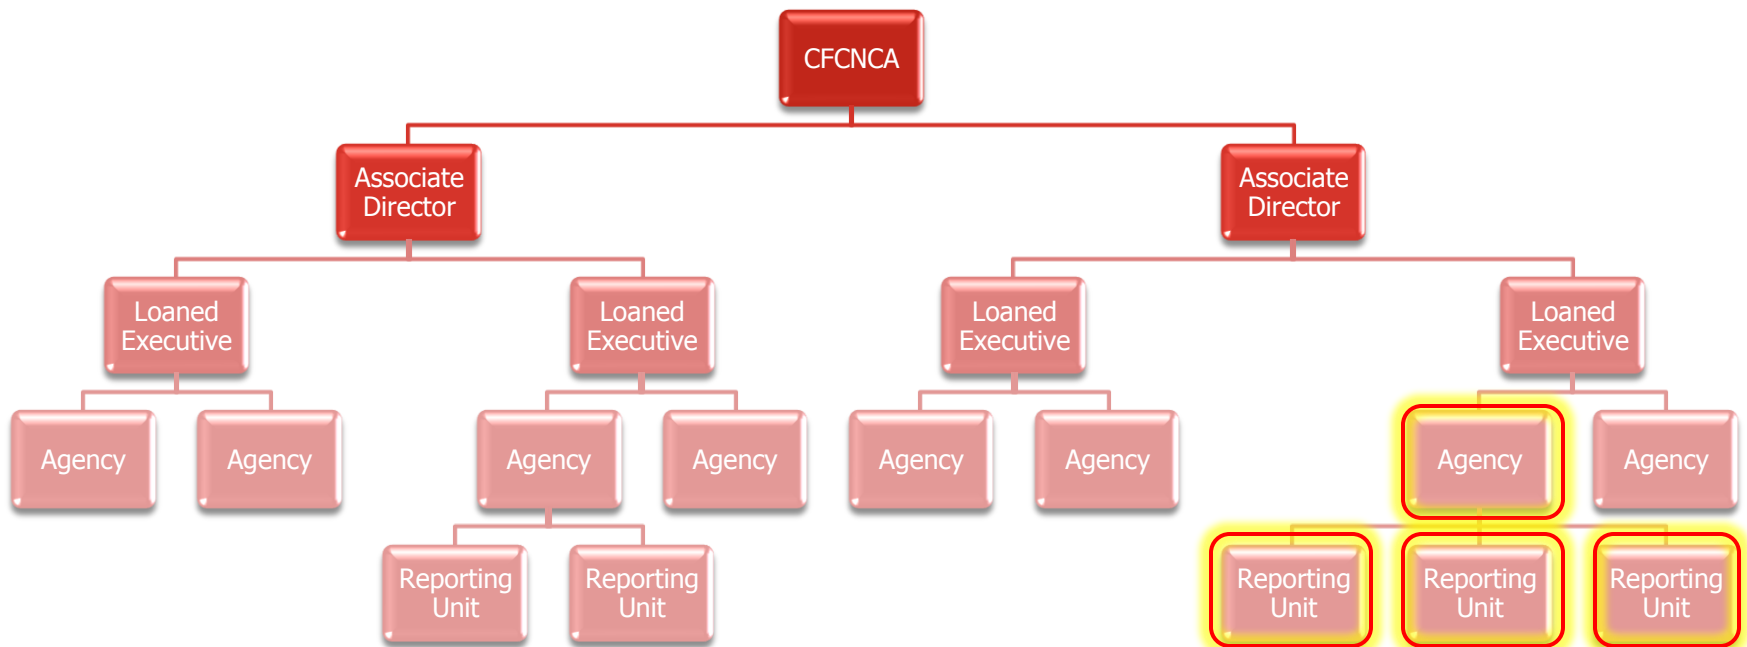 CFCNCA
Associate
Director
Associate
Director
Loaned
Executive
Loaned
Executive
Loaned
Executive
Loaned
Executive
Agency
Agency
Agency
Agency
Agency
Agency
Agency
Agency
Reporting
Unit
Reporting
Unit
Reporting
Unit
Reporting
Unit
Reporting
Unit